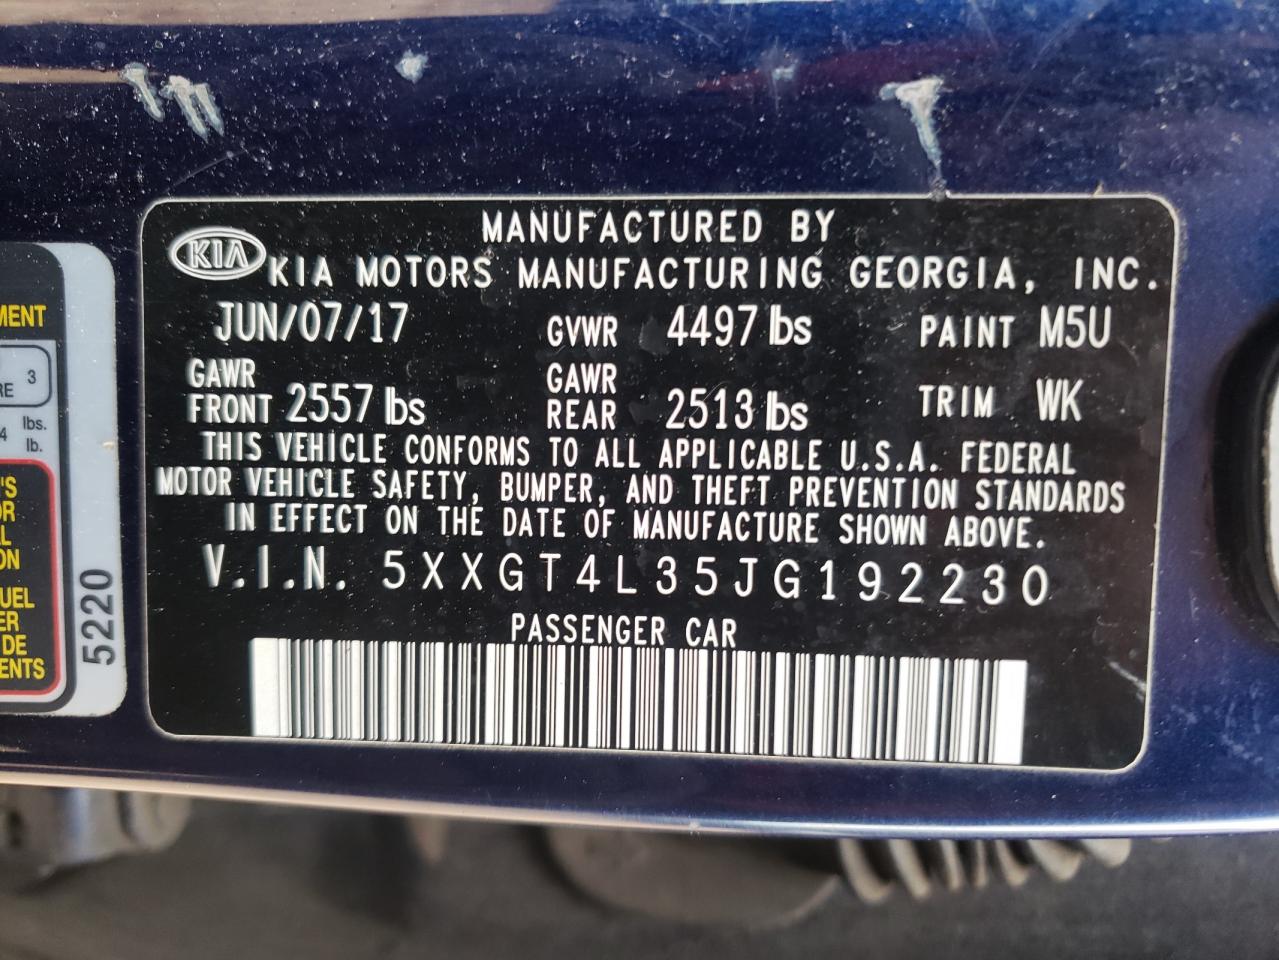 MANUFACTURED BY
KIA KIA MOTORS MANUFACTURING GEORGIA, INC.
JUN/07/17 GVWR 4497 lbs PAINT M5U
GAWR FRONT 2557 lbs GAWR REAR 2513 lbs TRIM WK
THIS VEHICLE CONFORMS TO ALL APPLICABLE U.S.A. FEDERAL
MOTOR VEHICLE SAFETY, BUMPER, AND THEFT PREVENTION STANDARDS
IN EFFECT ON THE DATE OF MANUFACTURE SHOWN ABOVE.
V.I.N. 5XXGT4L35JG192230
PASSENGER CAR
5220
3
4 lbs.
lb.